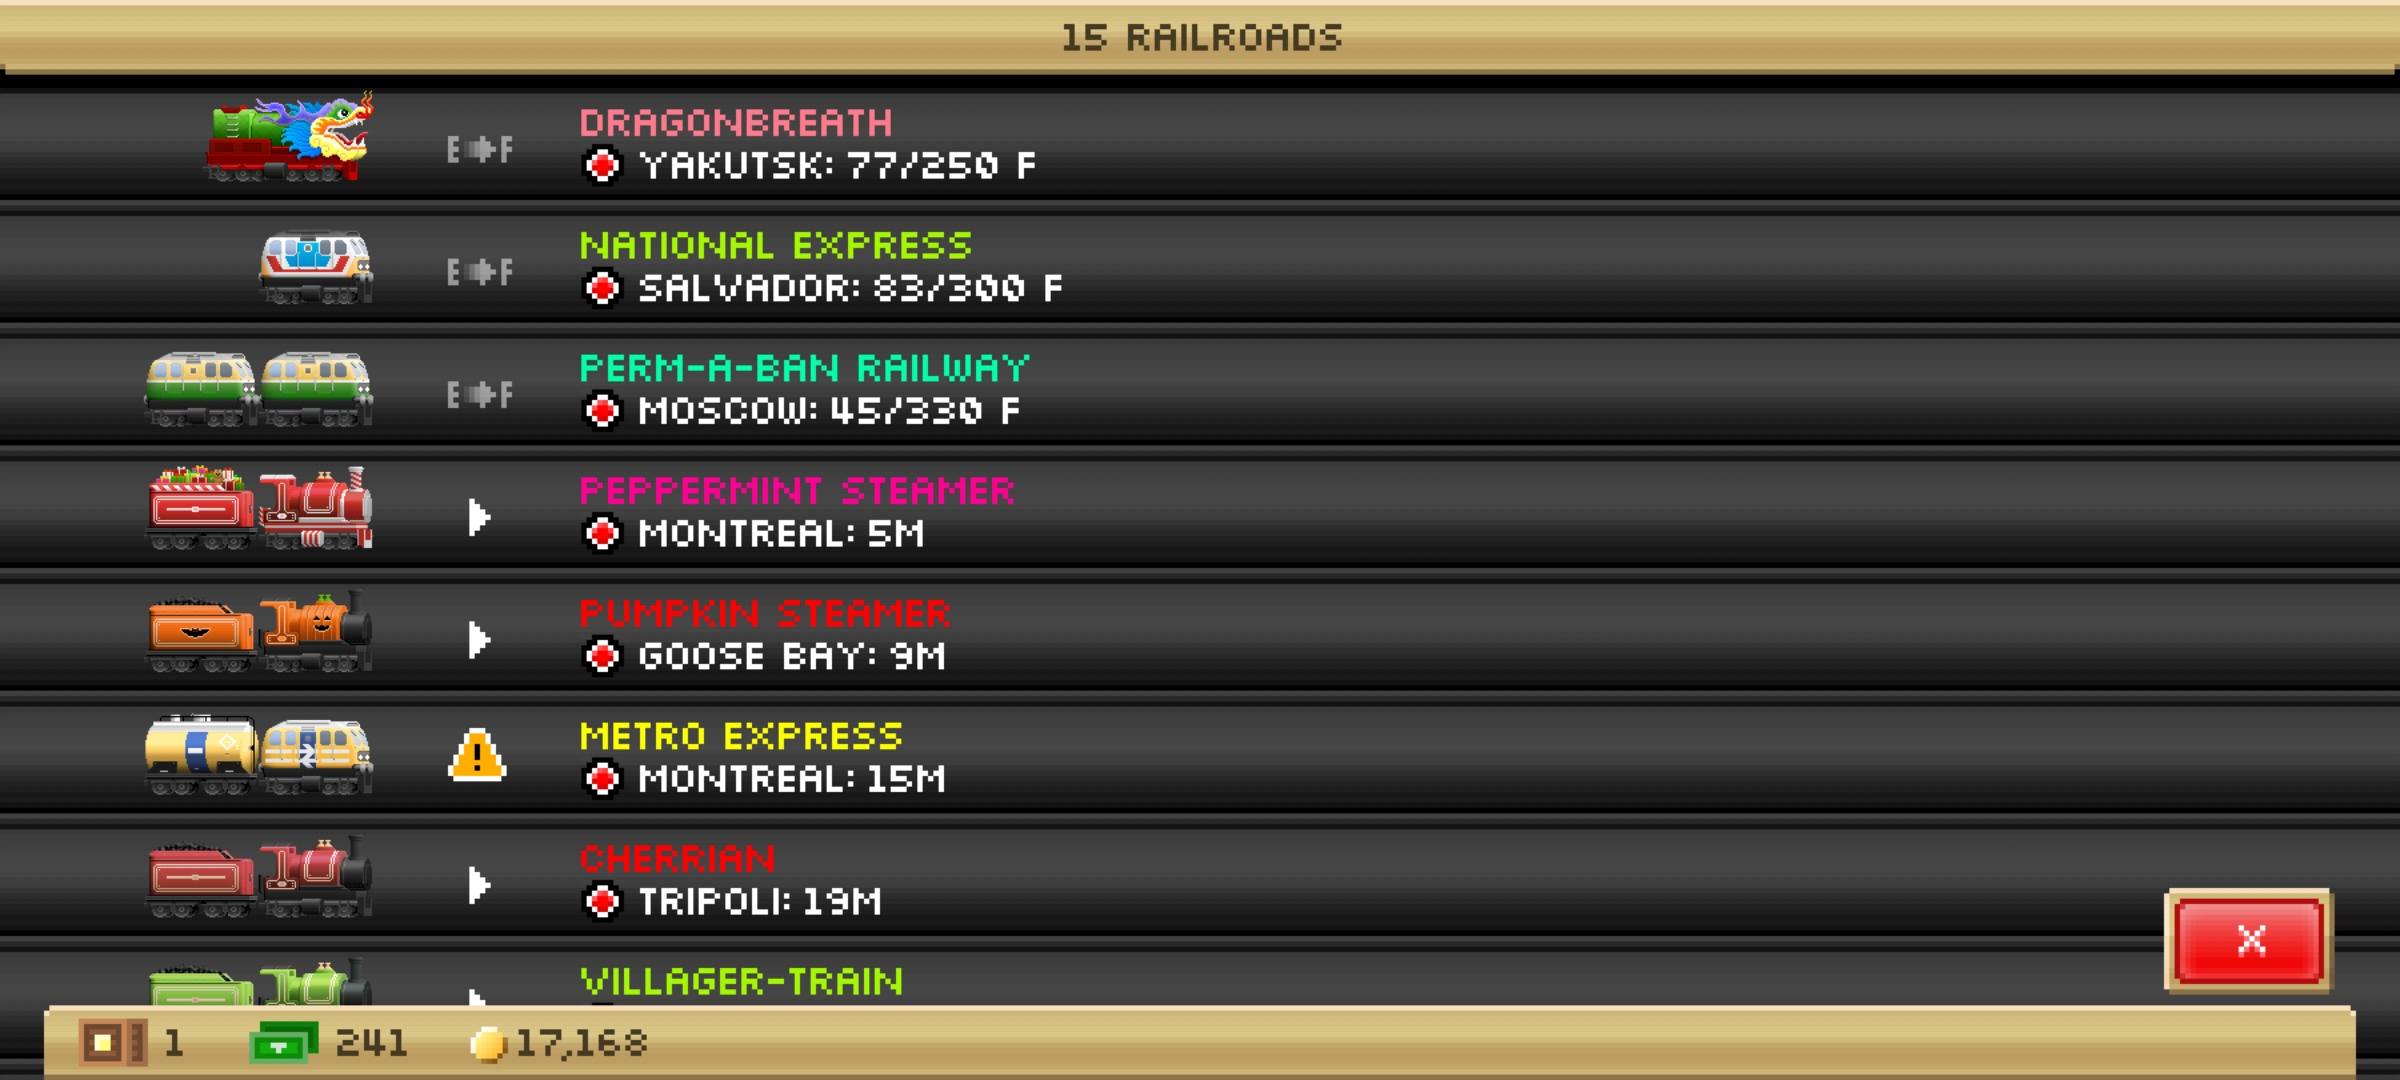 15 RAILROADS
DRAGONBREATH
E F
YAKUTSK: 77/250 F
NATIONAL EXPRESS
E F
SALVADOR: 83/300 F
PERM-A-BAN RAILWAY
E F
MOSCOW: 45/330 F
PEPPERMINT STEAMER
MONTREAL: 5M
PUMPKIN STEAMER
GOOSE BAY: 9M
METRO EXPRESS
!
MONTREAL: 15M
CHERRIAN
TRIPOLI: 19M
VILLAGER-TRAIN
X
1 241 17,168